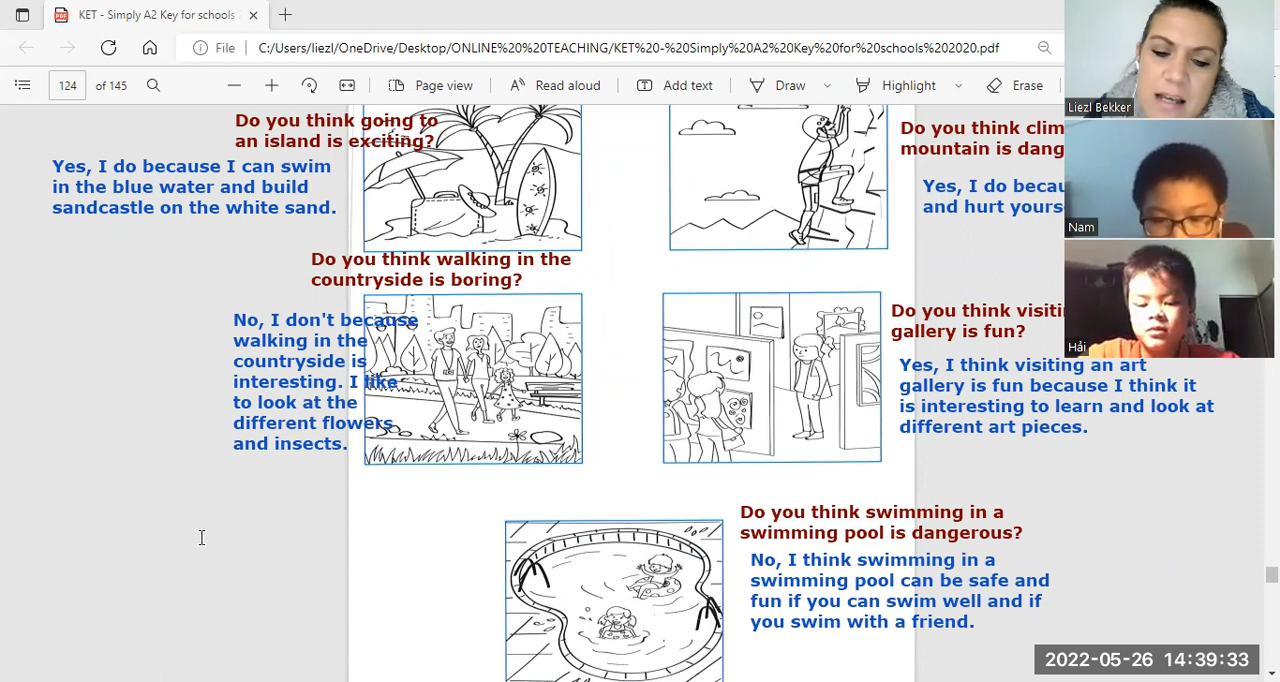 KET - Simply A2 Key for schools
File
C:/Users/liezl/OneDrive/Desktop/ONLINE%20%20TEACHING/KET%20-%20Simply%20A2%20Key%20for%20schools%202020.pdf
124
of 145
Page view
Read aloud
Add text
Draw
Highlight
Erase
Liezl Bekker
Nam
Hải
Do you think going to
an island is exciting?
Yes, I do because I can swim
in the blue water and build
sandcastle on the white sand.
Do you think clim
mountain is dang
Yes, I do becau
and hurt yours
Do you think walking in the
countryside is boring?
No, I don't because
walking in the
countryside is
interesting. I like
to look at the
different flowers
and insects.
Do you think visiti
gallery is fun?
Yes, I think visiting an art
gallery is fun because I think it
is interesting to learn and look at
different art pieces.
Do you think swimming in a
swimming pool is dangerous?
No, I think swimming in a
swimming pool can be safe and
fun if you can swim well and if
you swim with a friend.
2022-05-26 14:39:33